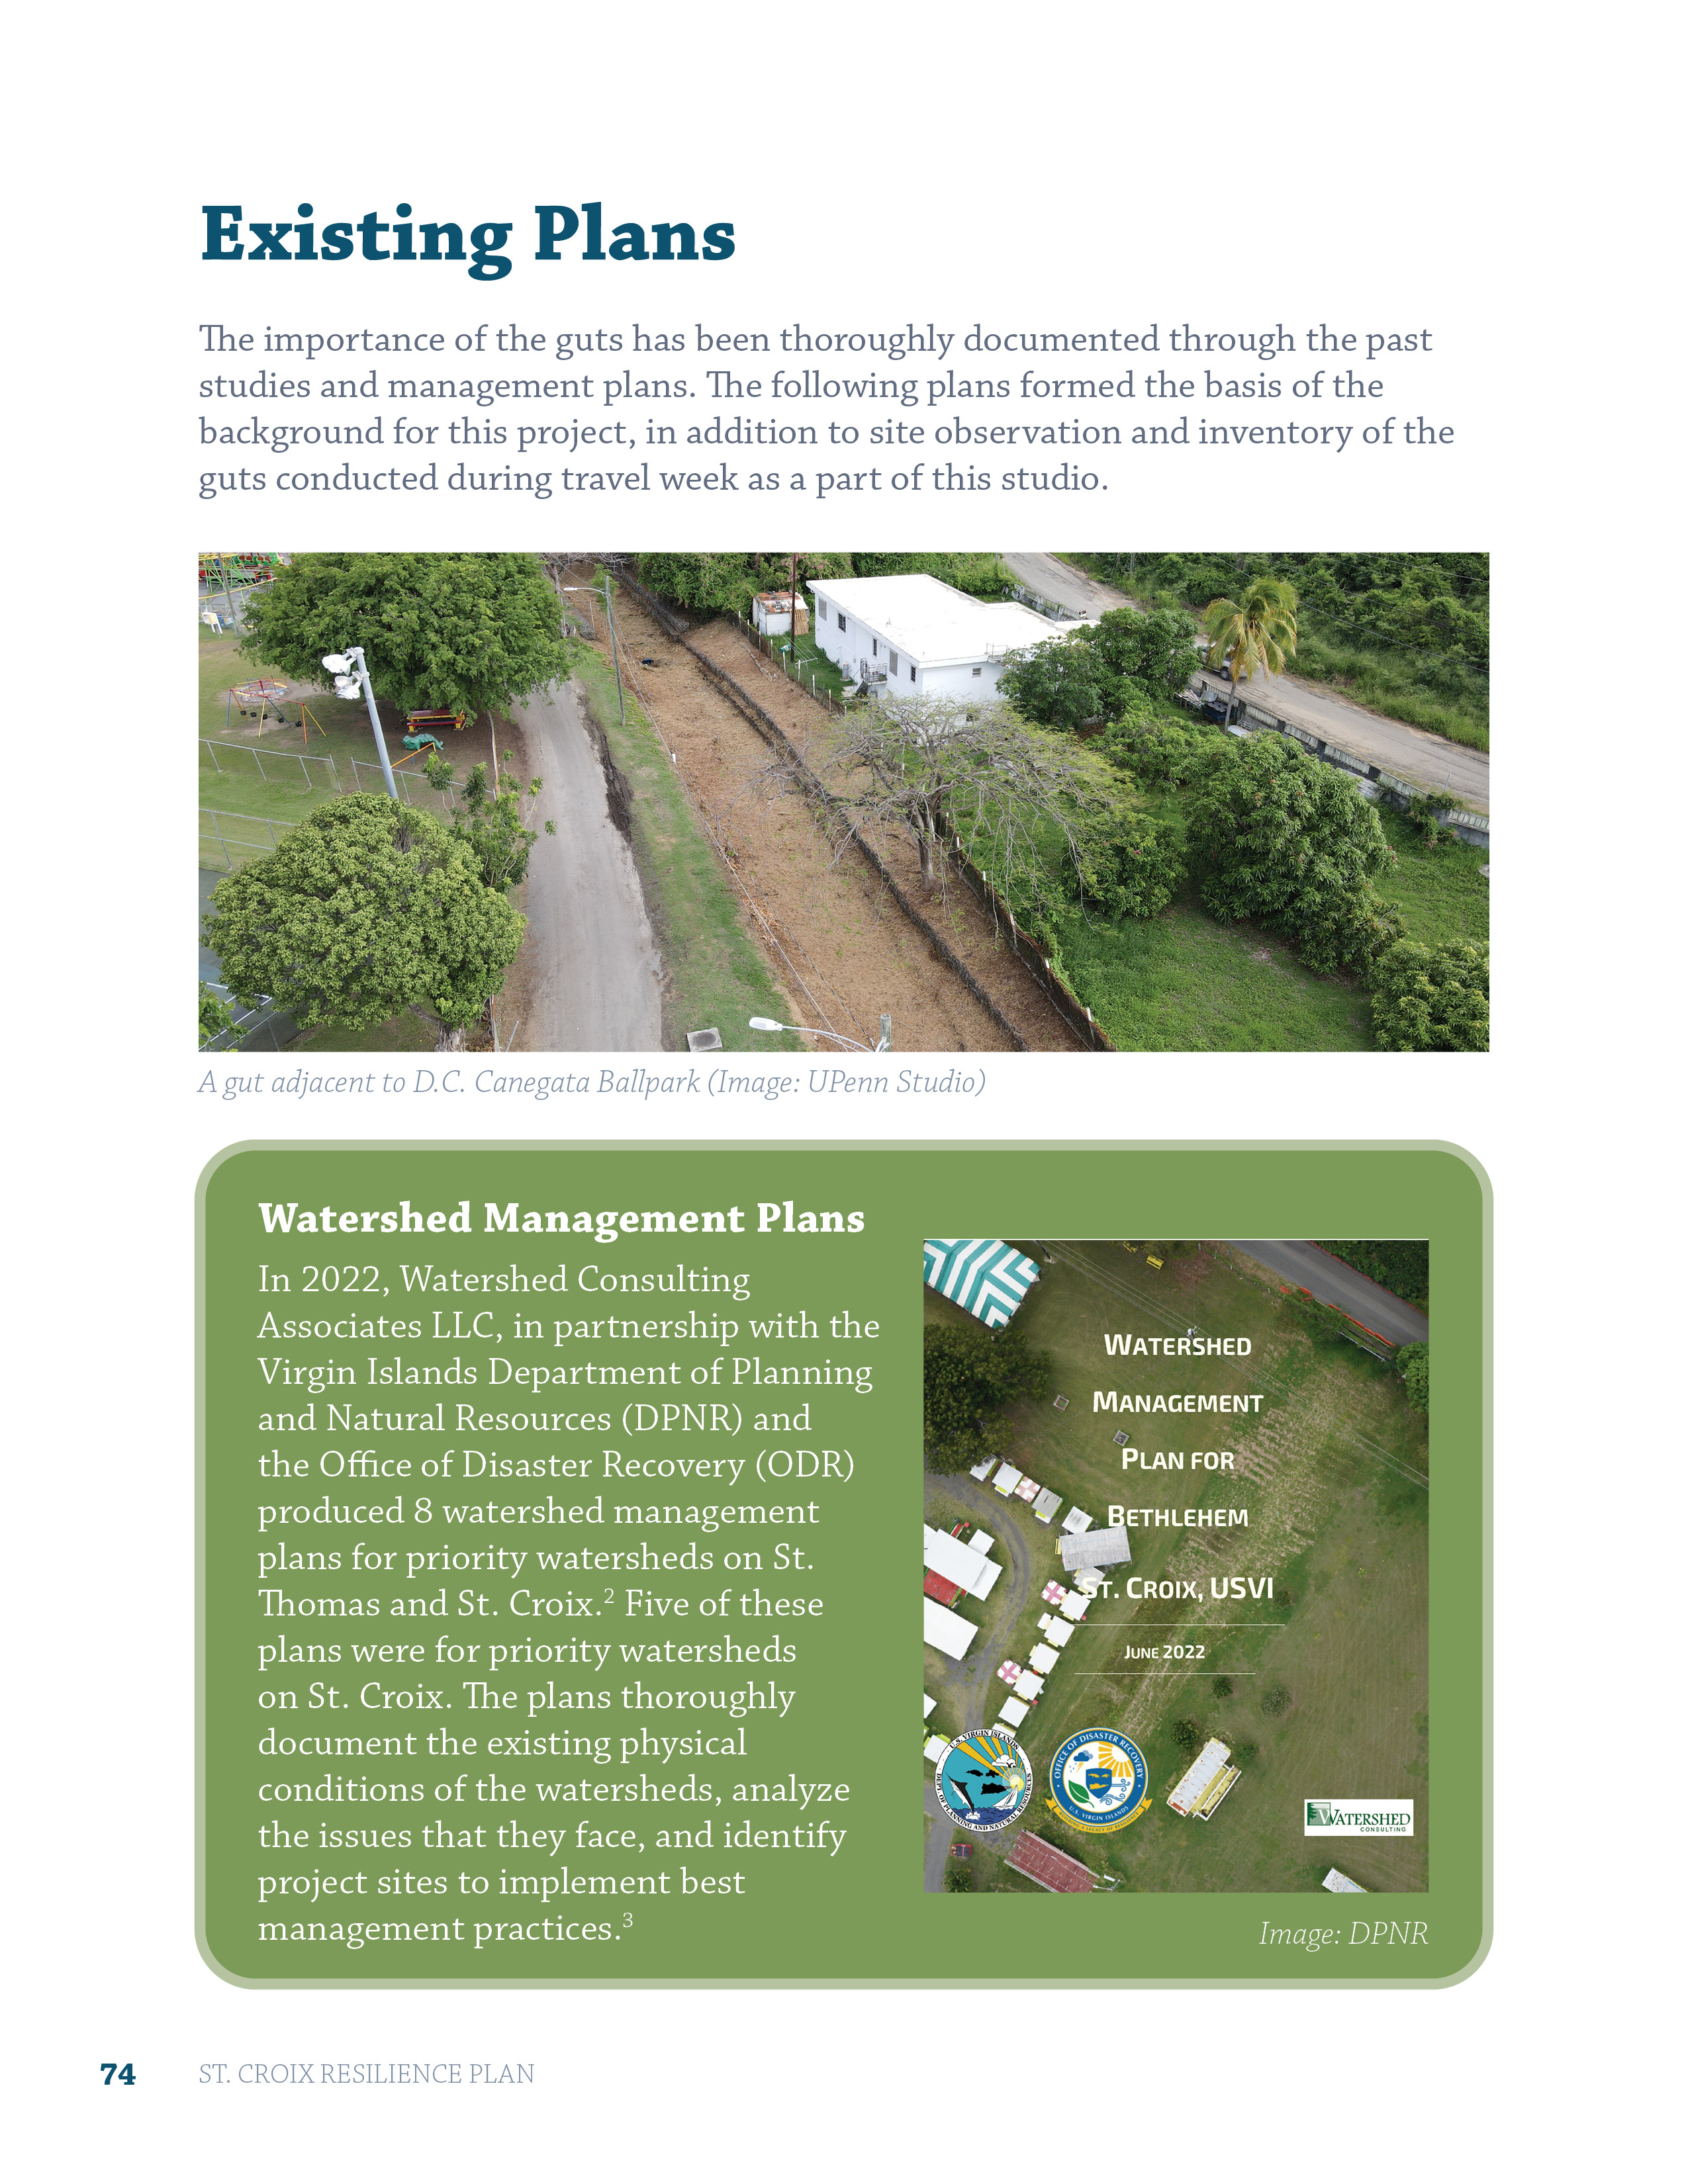 Existing Plans
The importance of the guts has been thoroughly documented through the past
studies and management plans. The following plans formed the basis of the
background for this project, in addition to site observation and inventory of the
guts conducted during travel week as a part of this studio.
A gut adjacent to D.C. Canegata Ballpark (Image: UPenn Studio)
Watershed Management Plans
In 2022, Watershed Consulting
Associates LLC, in partnership with the
Virgin Islands Department of Planning
and Natural Resources (DPNR) and
the Office of Disaster Recovery (ODR)
produced 8 watershed management
plans for priority watersheds on St.
Thomas and St. Croix.² Five of these
plans were for priority watersheds
on St. Croix. The plans thoroughly
document the existing physical
conditions of the watersheds, analyze
the issues that they face, and identify
project sites to implement best
management practices.³
WATERSHED
MANAGEMENT
PLAN FOR
BETHLEHEM
ST. CROIX, USVI
JUNE 2022
U.S. VIRGIN ISLANDS
DEPT. OF PLANNING AND NATURAL RESOURCES
OFFICE OF DISASTER RECOVERY
U.S. VIRGIN ISLANDS
WATERSHED
CONSULTING
Image: DPNR
74
ST. CROIX RESILIENCE PLAN